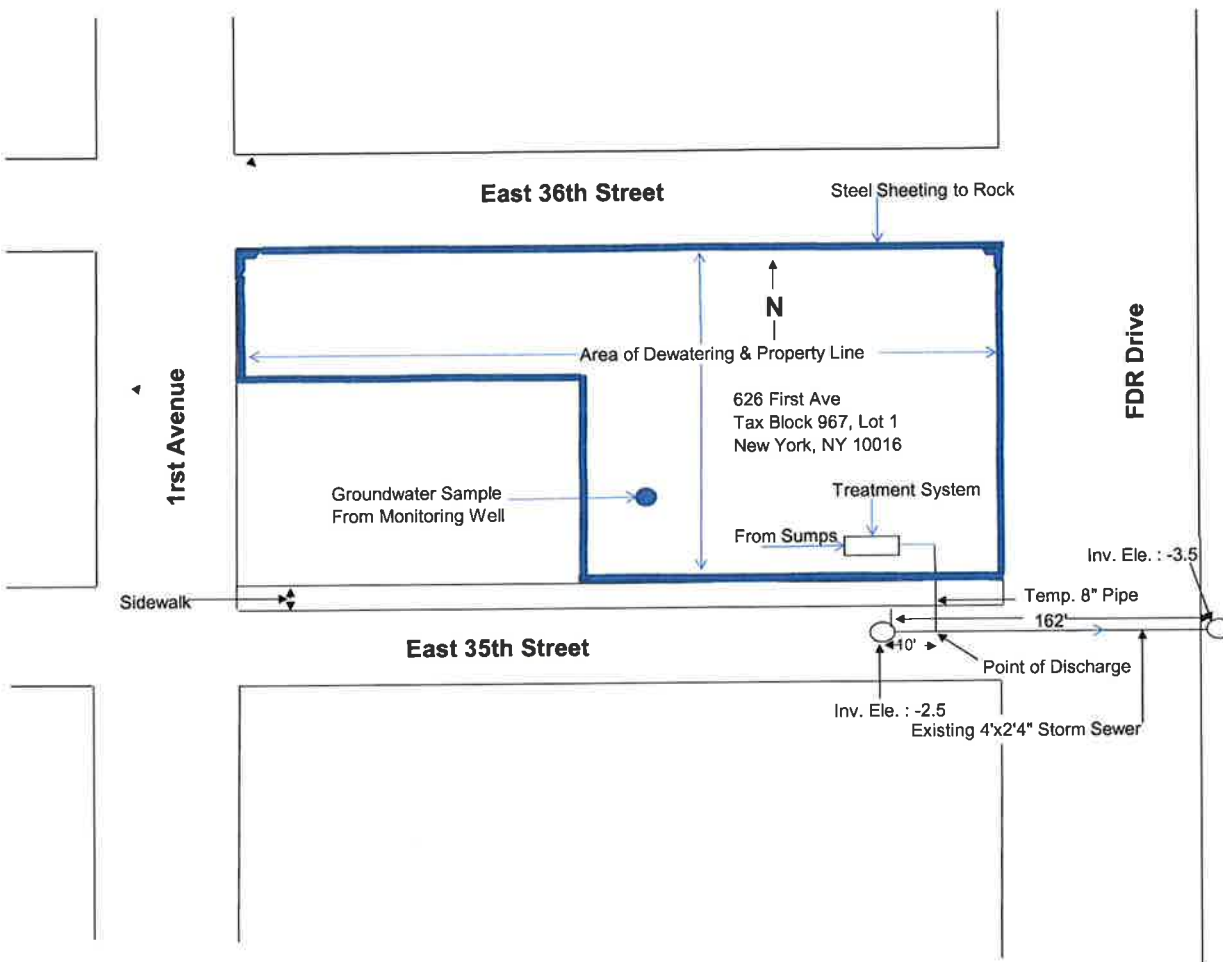 East 36th Street
Steel Sheeting to Rock
N
Area of Dewatering & Property Line
626 First Ave
Tax Block 967, Lot 1
New York, NY 10016
1rst Avenue
FDR Drive
Groundwater Sample
From Monitoring Well
Treatment System
From Sumps
Inv. Ele. : -3.5
Sidewalk
Temp. 8" Pipe
162'
East 35th Street
10'
Point of Discharge
Inv. Ele. : -2.5
Existing 4'x2'4" Storm Sewer